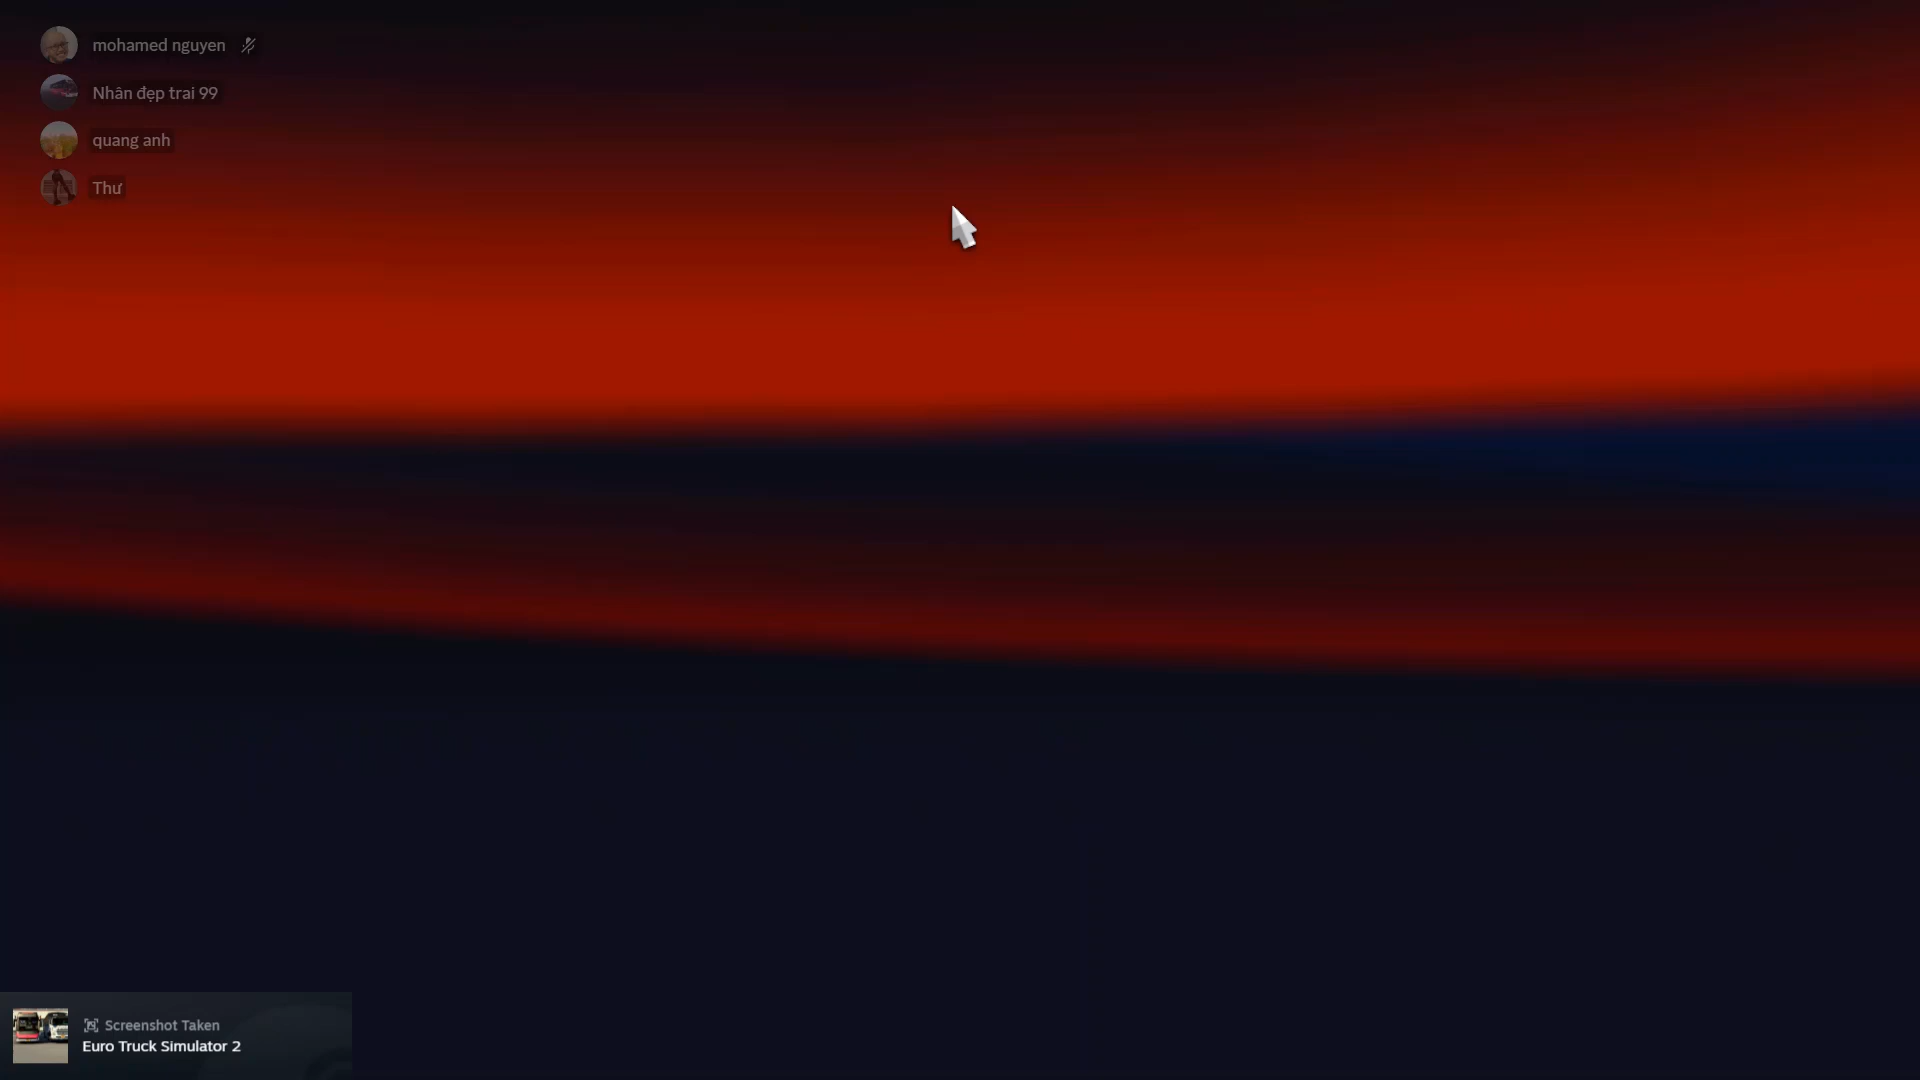 mohamed nguyen
Nhân đẹp trai 99
quang anh
Thư
Screenshot Taken
Euro Truck Simulator 2